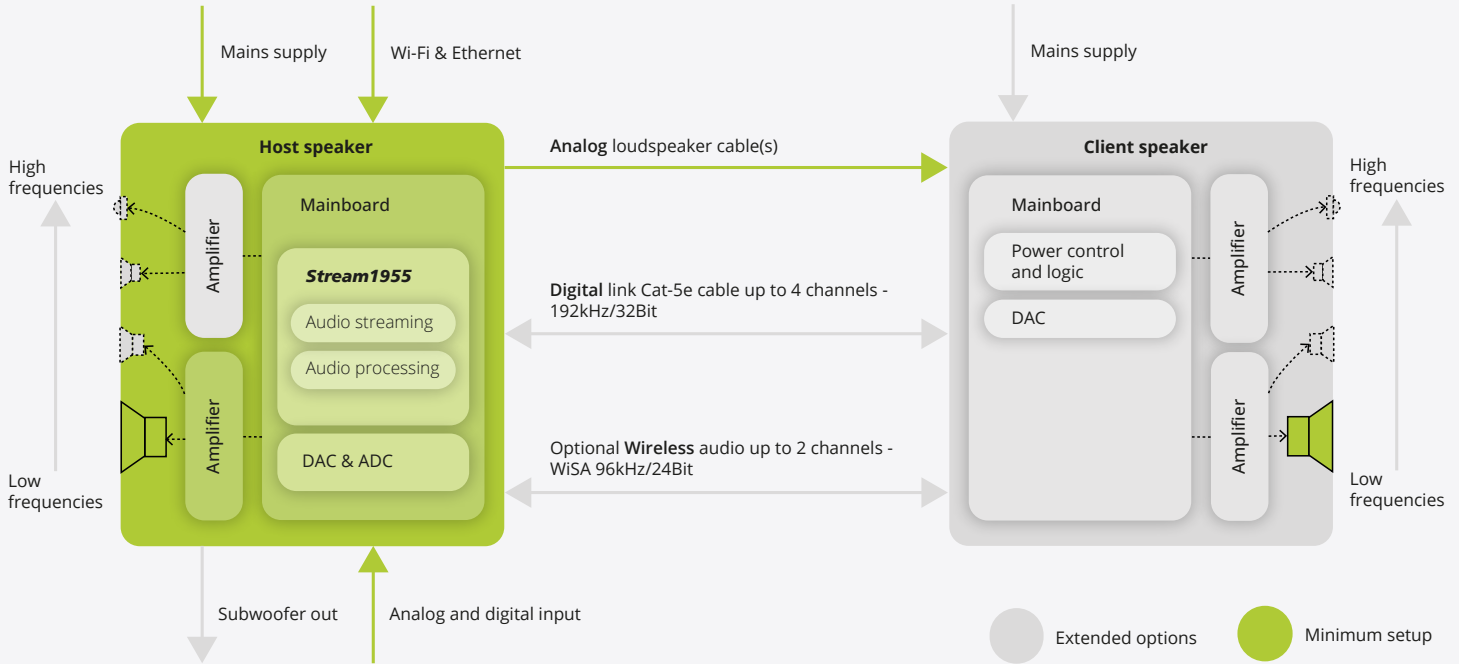 Mains supply
Wi-Fi & Ethernet
Mains supply
Host speaker
Analog loudspeaker cable(s)
Client speaker
High
frequencies
High
frequencies
Mainboard
Mainboard
Amplifier
Amplifier
Power control
and logic
Stream1955
Digital link Cat-5e cable up to 4 channels -
192kHz/32Bit
Audio streaming
DAC
Audio processing
Amplifier
Amplifier
DAC & ADC
Optional Wireless audio up to 2 channels -
WiSA 96kHz/24Bit
Low
frequencies
Low
frequencies
Subwoofer out
Analog and digital input
Extended options
Minimum setup